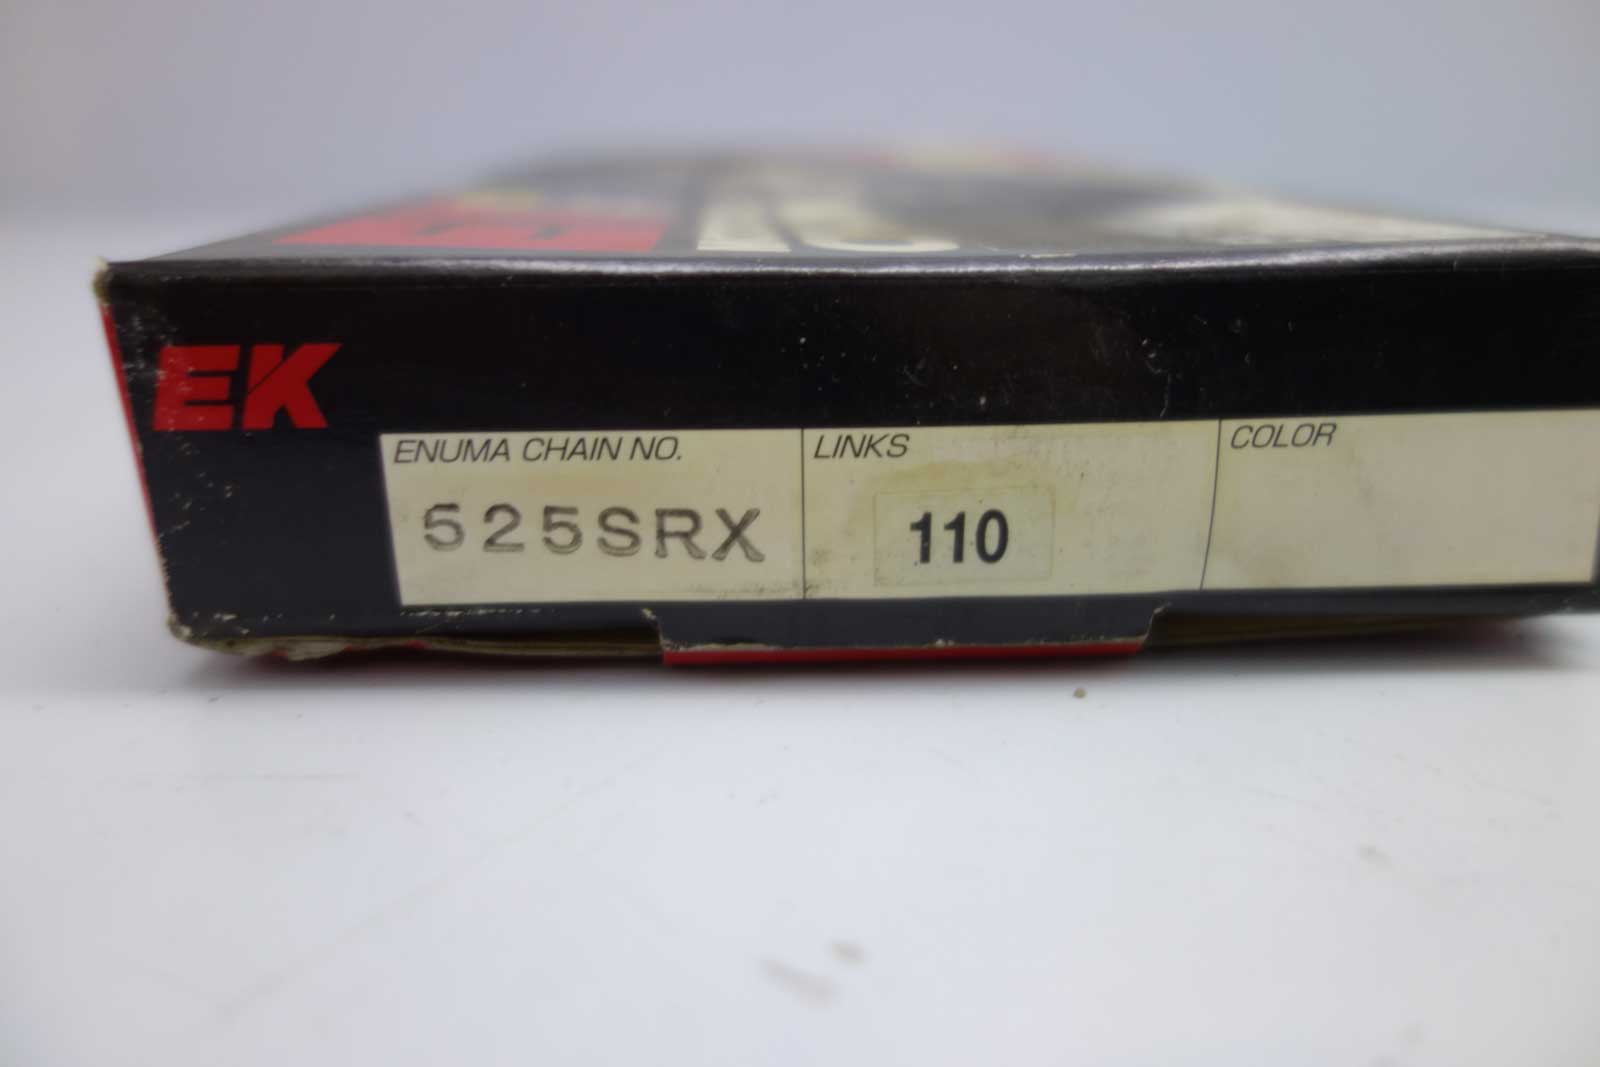 EK
ENUMA CHAIN NO. LINKS COLOR
525SRX 110